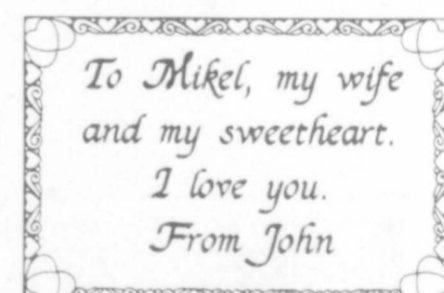 To Mikel, my wife
and my sweetheart.
I love you.
From John